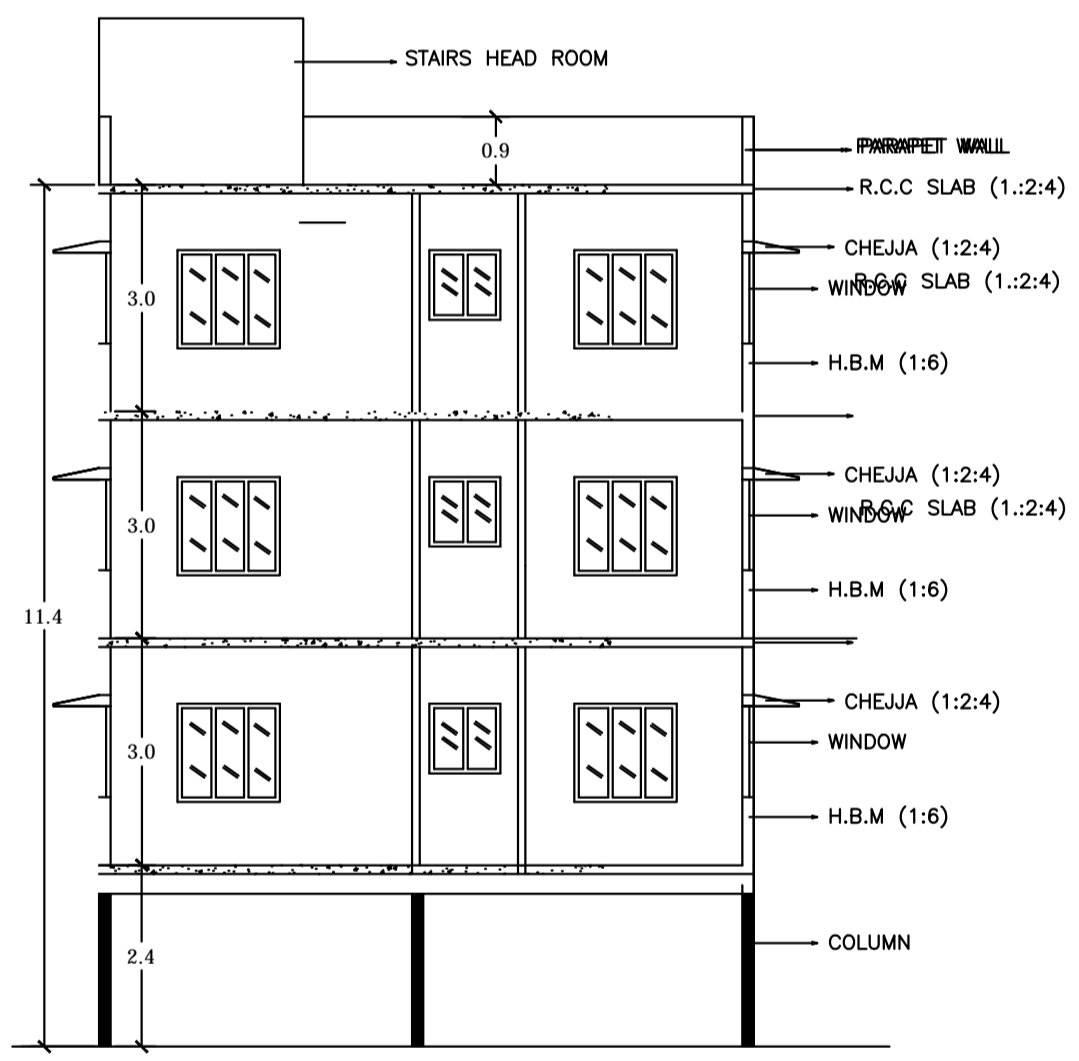 STAIRS HEAD ROOM
0.9
PARAPET WALL
R.C.C SLAB (1.:2:4)
CHEJJA (1:2:4)
R.C.C SLAB (1.:2:4)
WINDOW
3.0
H.B.M (1:6)
CHEJJA (1:2:4)
R.C.C SLAB (1.:2:4)
WINDOW
3.0
H.B.M (1:6)
11.4
CHEJJA (1:2:4)
WINDOW
3.0
H.B.M (1:6)
COLUMN
2.4